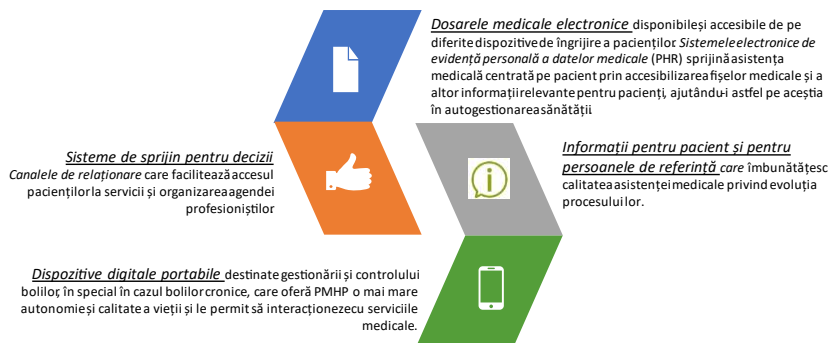 Dosarele medicale electronice disponibile și accesibile de pe
diferite dispozitive de îngrijire a pacienților. Sistemele electronice de
evidență personală a datelor medicale (PHR) sprijină asistența
medicală centrată pe pacient prin accesibilizarea fișelor medicale și a
altor informații relevante pentru pacienți, ajutându-i astfel pe aceștia
în autogestionarea sănătății.
Sisteme de sprijin pentru decizii
Canalele de relaționare care facilitează accesul
pacienților la servicii și organizarea agendei
profesioniștilor
Informații pentru pacient și pentru
persoanele de referință care îmbunătățesc
calitatea asistenței medicale privind evoluția
procesului lor.
Dispozitive digitale portabile destinate gestionării și controlului
bolilor, în special în cazul bolilor cronice, care oferă PMHP o mai mare
autonomie și calitate a vieții și le permit să interacționeze cu serviciile
medicale.